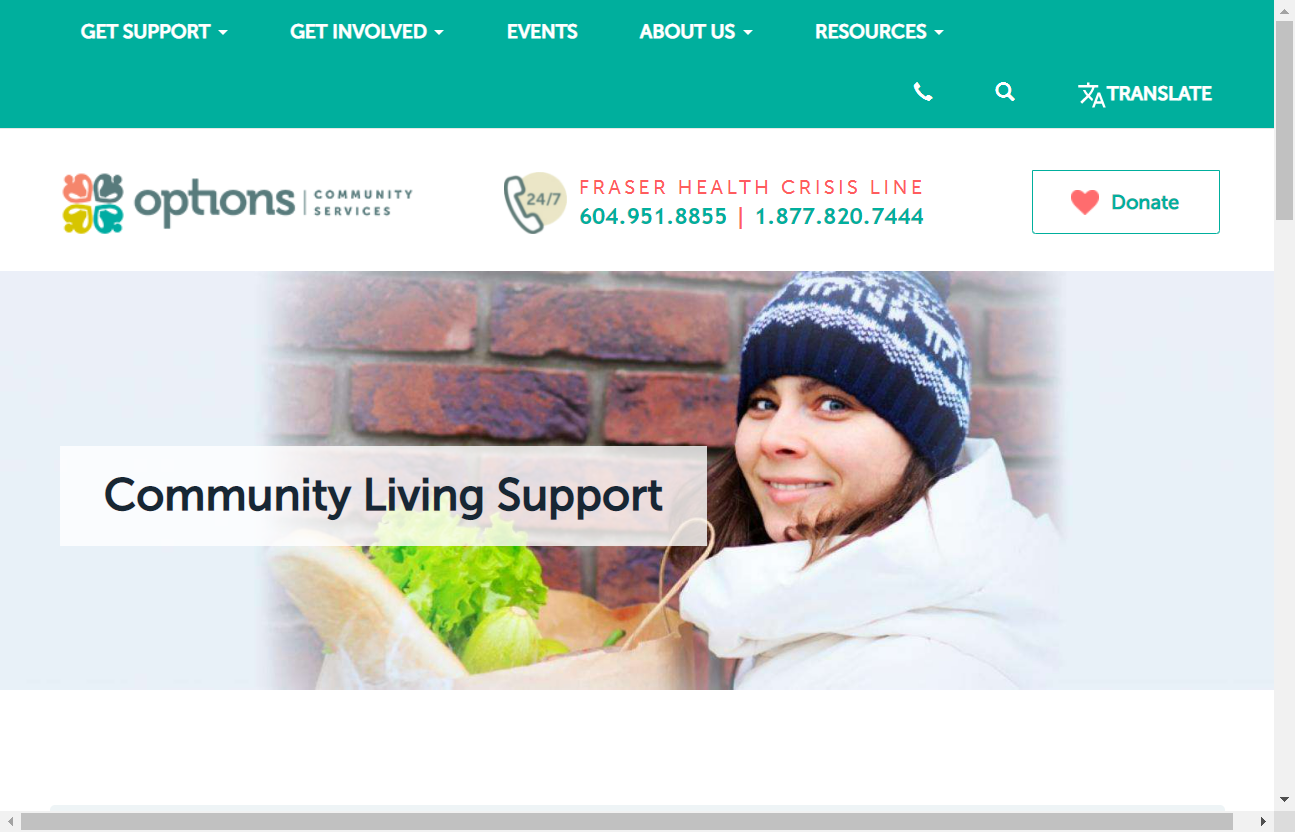 GET SUPPORT
GET INVOLVED
EVENTS
ABOUT US
RESOURCES
TRANSLATE
options | COMMUNITY SERVICES
24/7
FRASER HEALTH CRISIS LINE
604.951.8855 | 1.877.820.7444
Donate
Community Living Support